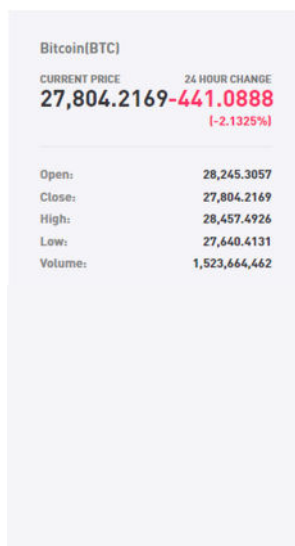 Bitcoin(BTC)
CURRENT PRICE 24 HOUR CHANGE
27,804.2169-441.0888
(-2.1325%)
Open: 28,245.3057
Close: 27,804.2169
High: 28,457.4926
Low: 27,640.4131
Volume: 1,523,664,462